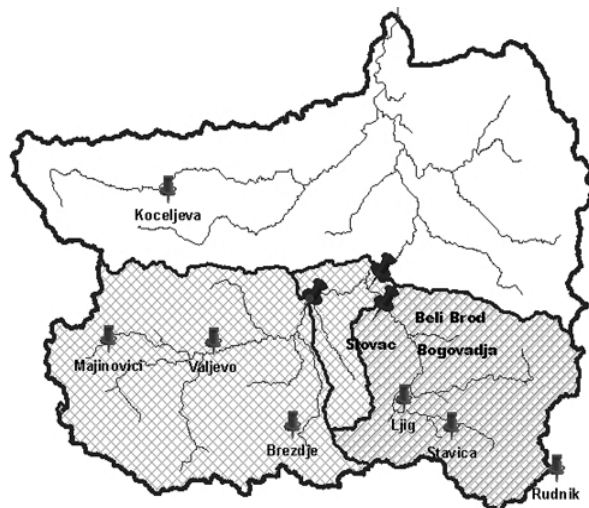 Koceljeva
Beli Brod
Slovac
Bogovadja
Majinovici
Valjevo
Ljig
Brezdje
Stavica
Rudnik